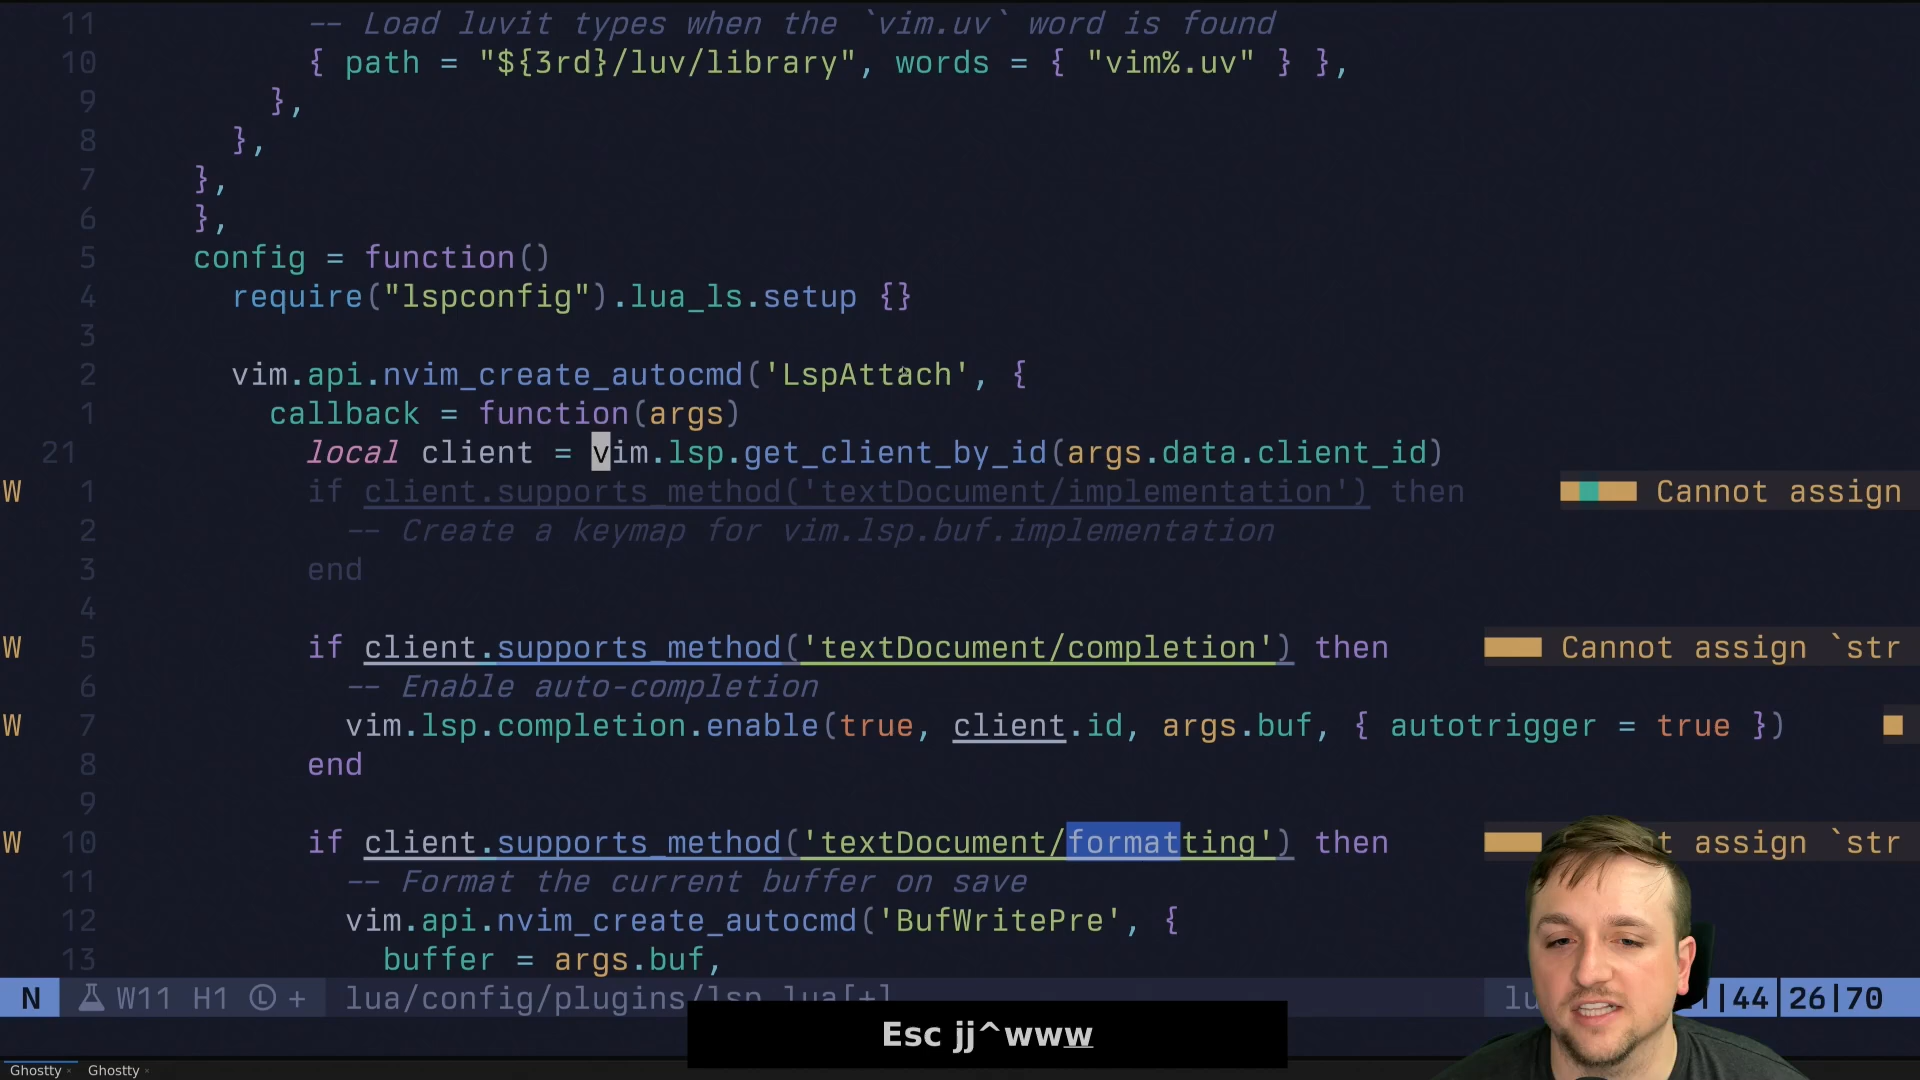 11 -- Load luvit types when the `vim.uv` word is found
10 { path = "${3rd}/luv/library", words = { "vim%.uv" } },
9 },
8 },
7 },
6 },
5 config = function()
4 require("lspconfig").lua_ls.setup {}
3
2 vim.api.nvim_create_autocmd('LspAttach', {
1 callback = function(args)
21 local client = vim.lsp.get_client_by_id(args.data.client_id)
W 1 if client.supports_method('textDocument/implementation') then Cannot assign
2 -- Create a keymap for vim.lsp.buf.implementation
3 end
4
W 5 if client.supports_method('textDocument/completion') then Cannot assign `str
6 -- Enable auto-completion
W 7 vim.lsp.completion.enable(true, client.id, args.buf, { autotrigger = true })
8 end
9
W 10 if client.supports_method('textDocument/formatting') then t assign `str
11 -- Format the current buffer on save
12 vim.api.nvim_create_autocmd('BufWritePre', {
13 buffer = args.buf,
N W11 H1 L + lua/config/plugins/lsp.lua[+] lu |44 26|70
Esc jj^www
Ghostty Ghostty